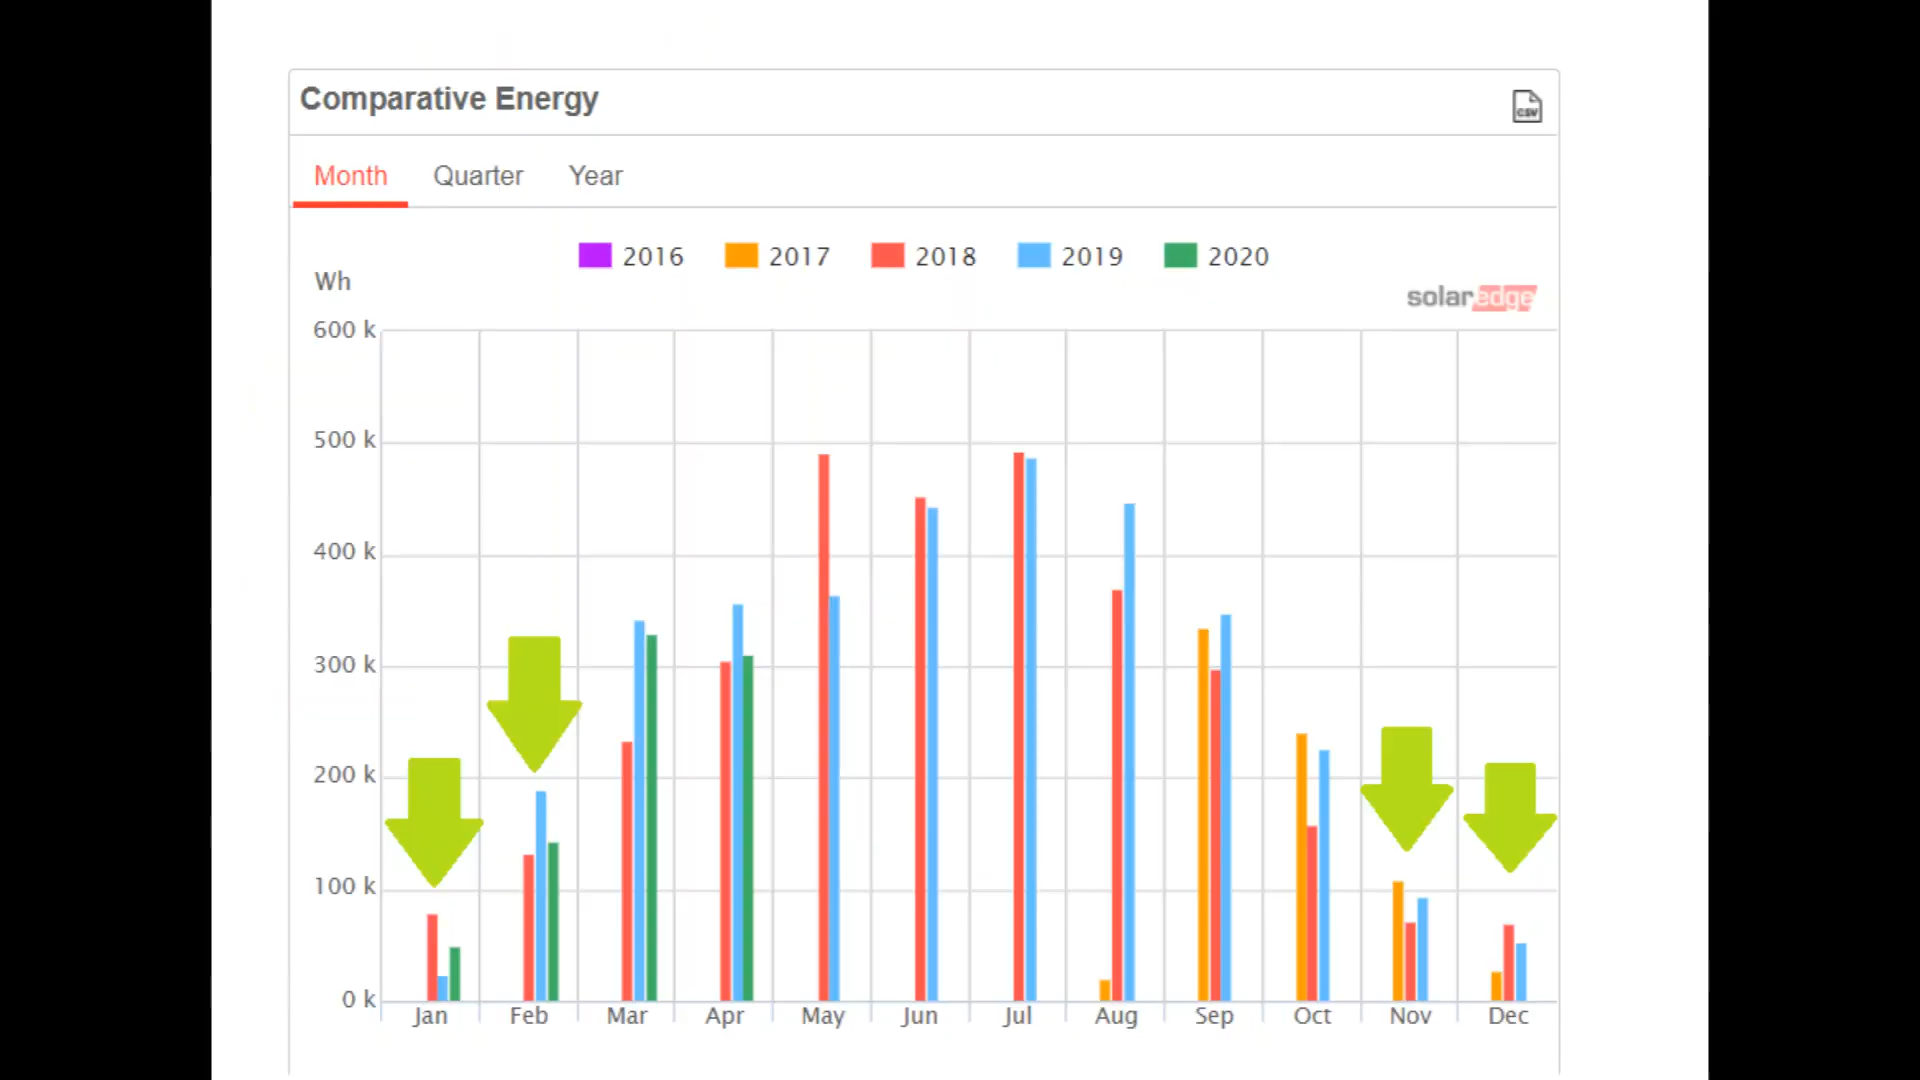 Comparative Energy
CSV
Month Quarter Year
2016 2017 2018 2019 2020
Wh
solaredge
600 k
500 k
400 k
300 k
200 k
100 k
0 k
Jan Feb Mar Apr May Jun Jul Aug Sep Oct Nov Dec